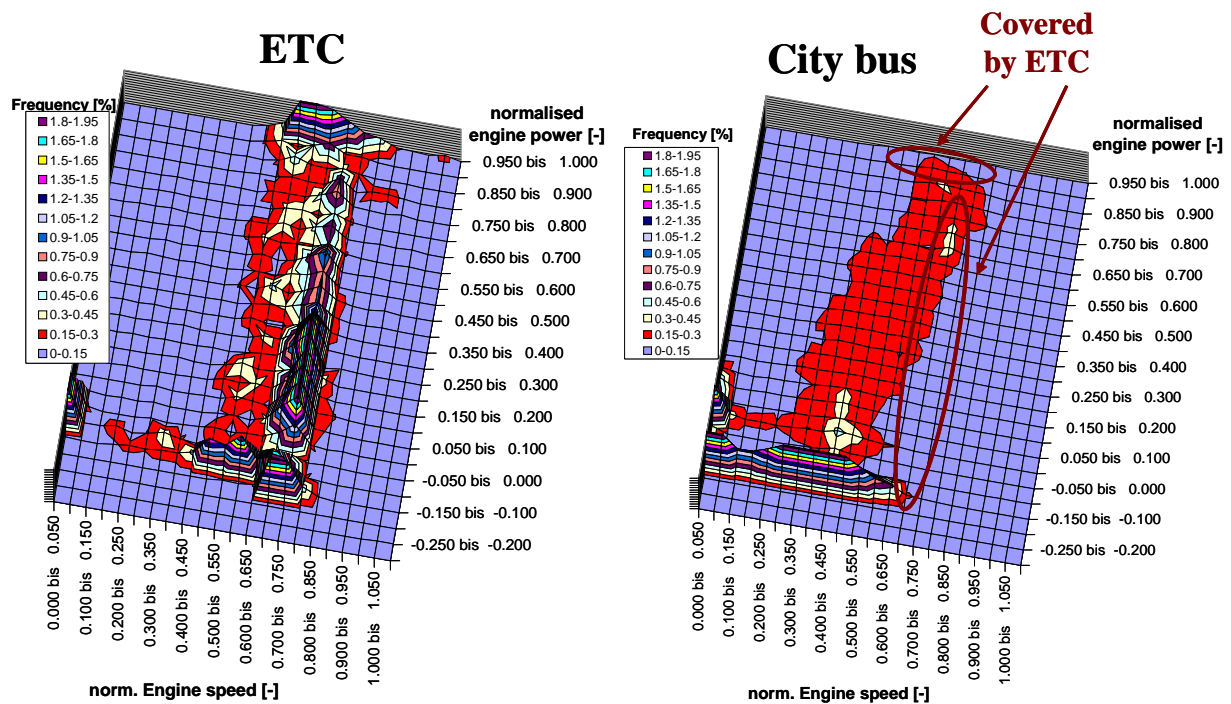 ETC
Frequency [%]
1.8-1.95
1.65-1.8
1.5-1.65
1.35-1.5
1.2-1.35
1.05-1.2
0.9-1.05
0.75-0.9
0.6-0.75
0.45-0.6
0.3-0.45
0.15-0.3
0-0.15
normalised
engine power [-]
0.950 bis 1.000
0.850 bis 0.900
0.750 bis 0.800
0.650 bis 0.700
0.550 bis 0.600
0.450 bis 0.500
0.350 bis 0.400
0.250 bis 0.300
0.150 bis 0.200
0.050 bis 0.100
-0.050 bis 0.000
-0.150 bis -0.100
-0.250 bis -0.200
0.000 bis 0.050
0.100 bis 0.150
0.200 bis 0.250
0.300 bis 0.350
0.400 bis 0.450
0.500 bis 0.550
0.600 bis 0.650
0.700 bis 0.750
0.800 bis 0.850
0.900 bis 0.950
1.000 bis 1.050
norm. Engine speed [-]
City bus
Covered
by ETC
Frequency [%]
1.8-1.95
1.65-1.8
1.5-1.65
1.35-1.5
1.2-1.35
1.05-1.2
0.9-1.05
0.75-0.9
0.6-0.75
0.45-0.6
0.3-0.45
0.15-0.3
0-0.15
normalised
engine power [-]
0.950 bis 1.000
0.850 bis 0.900
0.750 bis 0.800
0.650 bis 0.700
0.550 bis 0.600
0.450 bis 0.500
0.350 bis 0.400
0.250 bis 0.300
0.150 bis 0.200
0.050 bis 0.100
-0.050 bis 0.000
-0.150 bis -0.100
-0.250 bis -0.200
0.000 bis 0.050
0.100 bis 0.150
0.200 bis 0.250
0.300 bis 0.350
0.400 bis 0.450
0.500 bis 0.550
0.600 bis 0.650
0.700 bis 0.750
0.800 bis 0.850
0.900 bis 0.950
1.000 bis 1.050
norm. Engine speed [-]